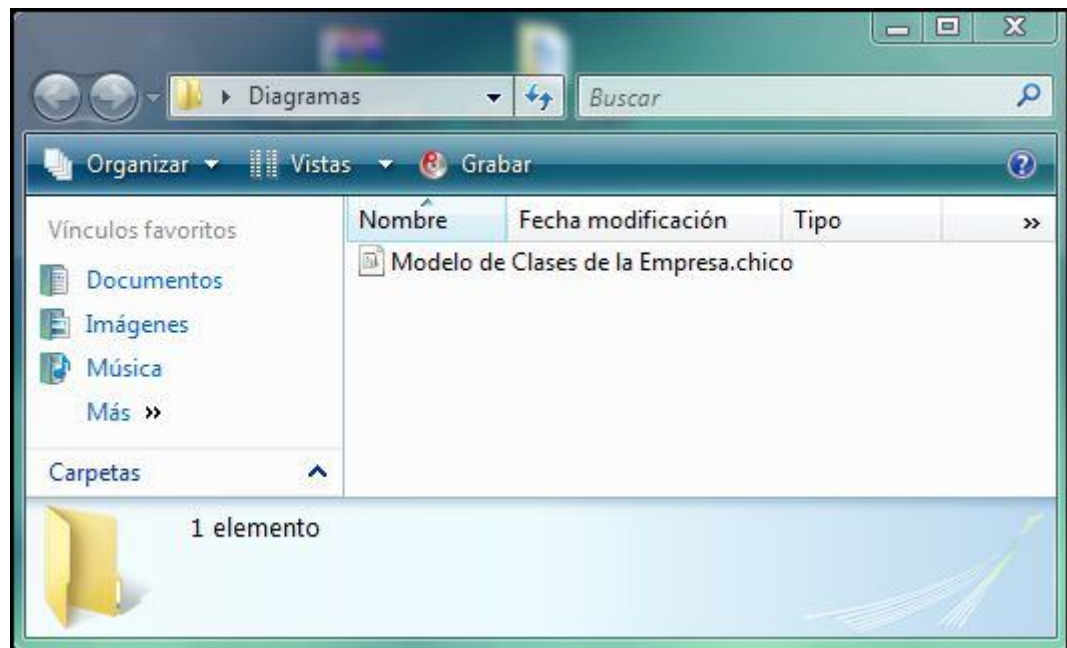 Diagramas
Buscar
Organizar Vistas Grabar
Vínculos favoritos
Nombre Fecha modificación Tipo »
Documentos
Imágenes
Música
Más »
Carpetas
Modelo de Clases de la Empresa.chico
1 elemento